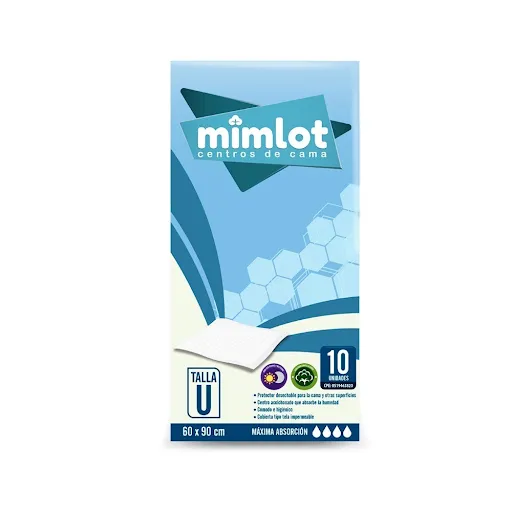 mimlot
centros de cama
TALLA
U
10
UNIDADES
• Protector desechable para la cama y otras superficies
• Centro acolchonado que absorbe la humedad
• Cómodo e higiénico
• Cubierta tipo tela impermeable
60 x 90 cm
MÁXIMA ABSORCIÓN